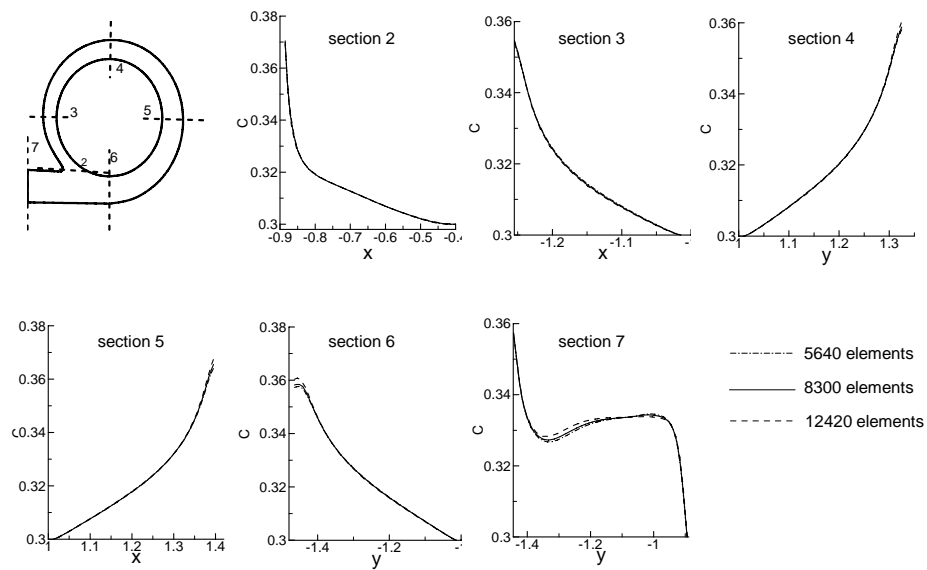 4
3
5
7
2
6
section 2
C
0.38
0.36
0.34
0.32
0.3
-0.9 -0.8 -0.7 -0.6 -0.5 -0.4
x
section 3
C
0.36
0.34
0.32
0.3
-1.2 -1.1
x
section 4
C
0.36
0.34
0.32
0.3
1 1.1 1.2 1.3
y
section 5
C
0.38
0.36
0.34
0.32
0.3
1 1.1 1.2 1.3 1.4
x
section 6
C
0.38
0.36
0.34
0.32
0.3
-1.4 -1.2
y
section 7
C
0.36
0.34
0.32
0.3
-1.4 -1.2 -1
y
5640 elements
8300 elements
12420 elements